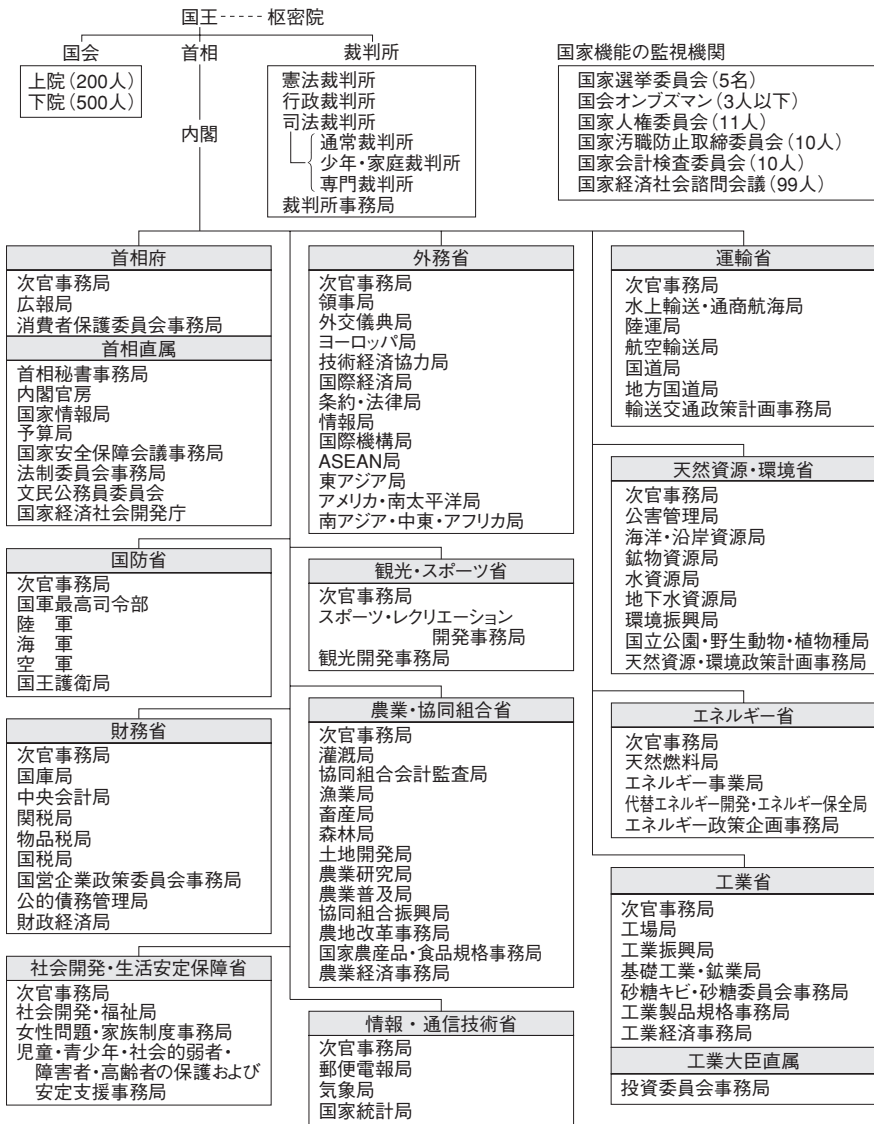 国王 枢密院
国会
首相
裁判所
国家機能の監視機関
上院(200人)
下院(500人)
内閣
憲法裁判所
行政裁判所
司法裁判所
通常裁判所
少年・家庭裁判所
専門裁判所
裁判所事務局
国家選挙委員会(5名)
国会オンブズマン(3人以下)
国家人権委員会(11人)
国家汚職防止取締委員会(10人)
国家会計検査委員会(10人)
国家経済社会諮問会議(99人)
首相府
次官事務局
広報局
消費者保護委員会事務局
首相直属
首相秘書事務局
内閣官房
国家情報局
予算局
国家安全保障会議事務局
法制委員会事務局
文民公務員委員会
国家経済社会開発庁
国防省
次官事務局
国軍最高司令部
陸 軍
海 軍
空 軍
国王護衛局
財務省
次官事務局
国庫局
中央会計局
関税局
物品税局
国税局
国営企業政策委員会事務局
公的債務管理局
財政経済局
社会開発・生活安定保障省
次官事務局
社会開発・福祉局
女性問題・家族制度事務局
児童・青少年・社会的弱者・
障害者・高齢者の保護および
安定支援事務局
外務省
次官事務局
領事局
外交儀典局
ヨーロッパ局
技術経済協力局
国際経済局
条約・法律局
情報局
国際機構局
ASEAN局
東アジア局
アメリカ・南太平洋局
南アジア・中東・アフリカ局
観光・スポーツ省
次官事務局
スポーツ・レクリエーション
開発事務局
観光開発事務局
農業・協同組合省
次官事務局
灌漑局
協同組合会計監査局
漁業局
畜産局
森林局
土地開発局
農業研究局
農業普及局
協同組合振興局
農地改革事務局
国家農産品・食品規格事務局
農業経済事務局
情報・通信技術省
次官事務局
郵便電報局
気象局
国家統計局
運輸省
次官事務局
水上輸送・通商航海局
陸運局
航空輸送局
国道局
地方国道局
輸送交通政策計画事務局
天然資源・環境省
次官事務局
公害管理局
海洋・沿岸資源局
鉱物資源局
水資源局
地下水資源局
環境振興局
国立公園・野生動物・植物種局
天然資源・環境政策計画事務局
エネルギー省
次官事務局
天然燃料局
エネルギー事業局
代替エネルギー開発・エネルギー保全局
エネルギー政策企画事務局
工業省
次官事務局
工場局
工業振興局
基礎工業・鉱業局
砂糖キビ・砂糖委員会事務局
工業製品規格事務局
工業経済事務局
工業大臣直属
投資委員会事務局